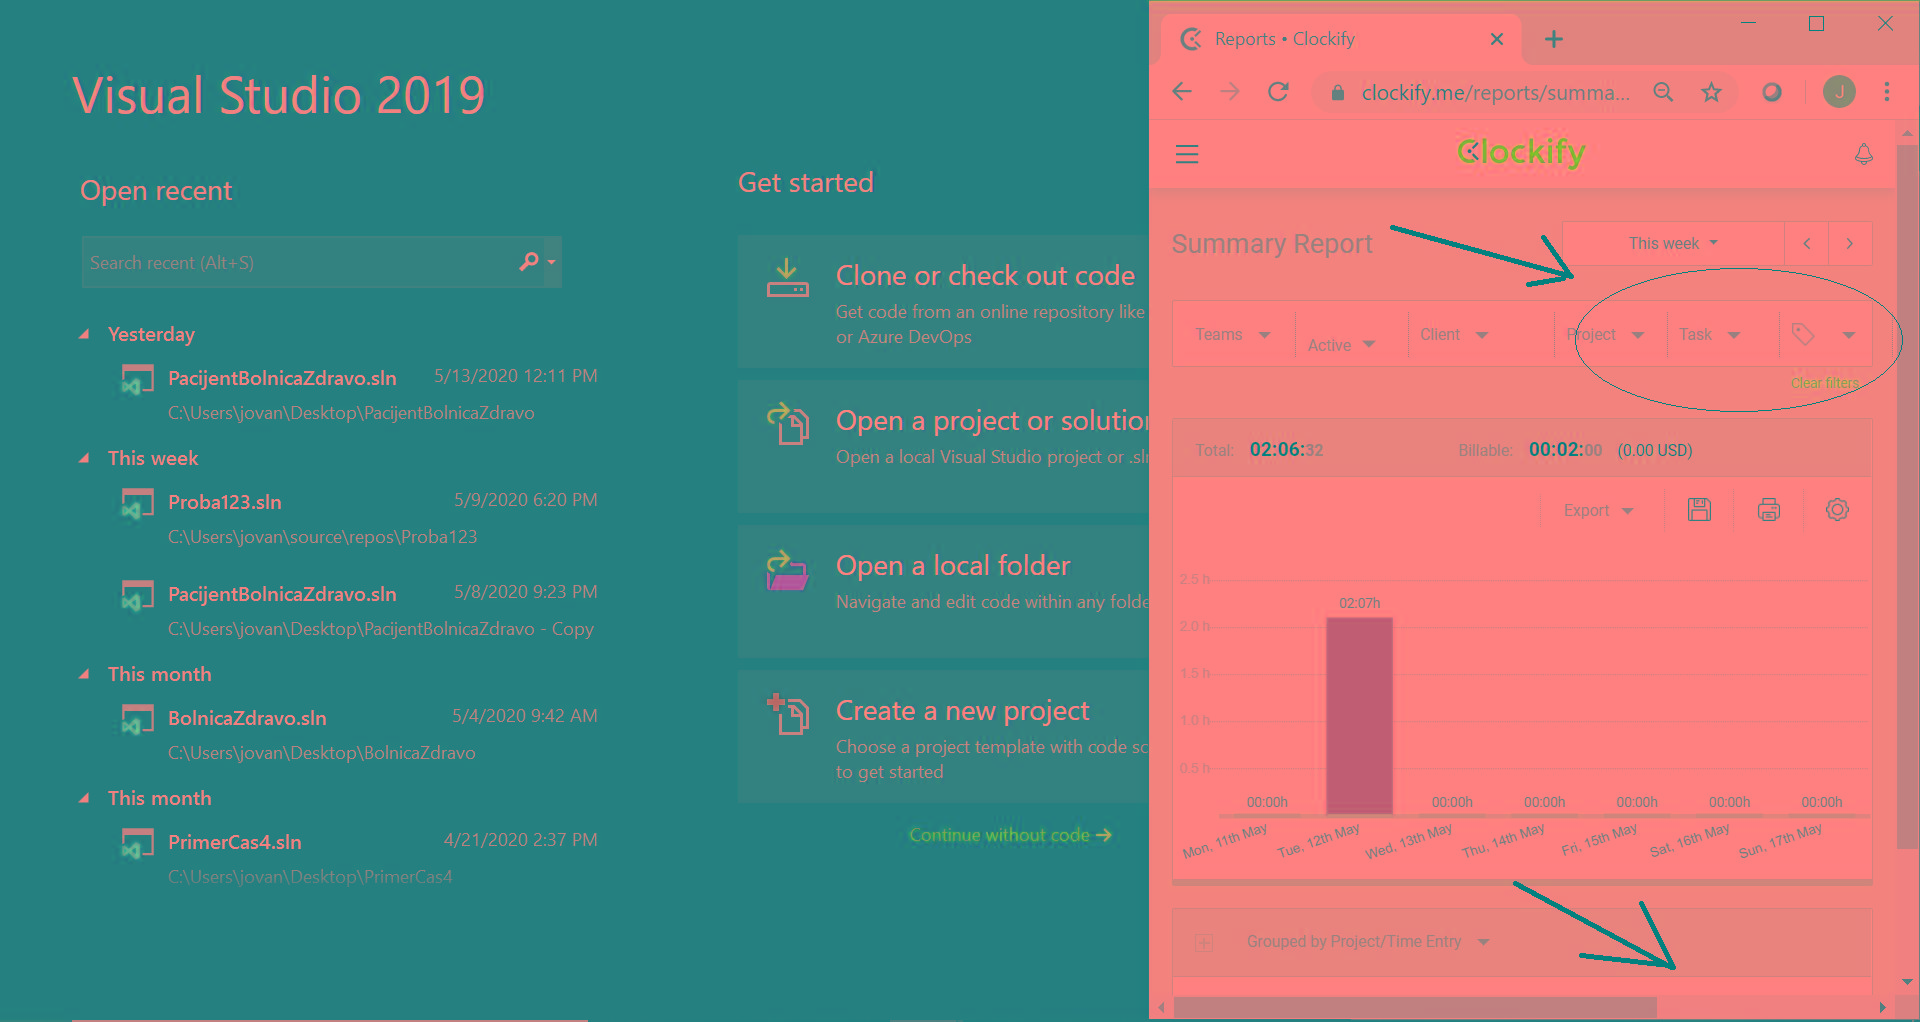 Visual Studio 2019
Open recent
Search recent (Alt+S)
Yesterday
PacijentBolnicaZdravo.sln 5/13/2020 12:11 PM
C:\Users\jovan\Desktop\PacijentBolnicaZdravo
This week
Proba123.sln 5/9/2020 6:20 PM
C:\Users\jovan\source\repos\Proba123
PacijentBolnicaZdravo.sln 5/8/2020 9:23 PM
C:\Users\jovan\Desktop\PacijentBolnicaZdravo - Copy
This month
BolnicaZdravo.sln 5/4/2020 9:42 AM
C:\Users\jovan\Desktop\BolnicaZdravo
This month
PrimerCas4.sln 4/21/2020 2:37 PM
C:\Users\jovan\Desktop\PrimerCas4
Get started
Clone or check out code
Get code from an online repository like
or Azure DevOps
Open a project or solution
Open a local Visual Studio project or .sln
Open a local folder
Navigate and edit code within any folde
Create a new project
Choose a project template with code sc
to get started
Continue without code →
Reports • Clockify
clockify.me/reports/summa...
J
Clockify
Summary Report
This week
Teams Active Client Project Task
Clear filters
Total: 02:06:32 Billable: 00:02:00 (0.00 USD)
Export
2.5 h
02:07h
2.0 h
1.5 h
1.0 h
0.5 h
00:00h 00:00h 00:00h 00:00h 00:00h 00:00h
Mon, 11th May Tue, 12th May Wed, 13th May Thu, 14th May Fri, 15th May Sat, 16th May Sun, 17th May
Grouped by Project/Time Entry